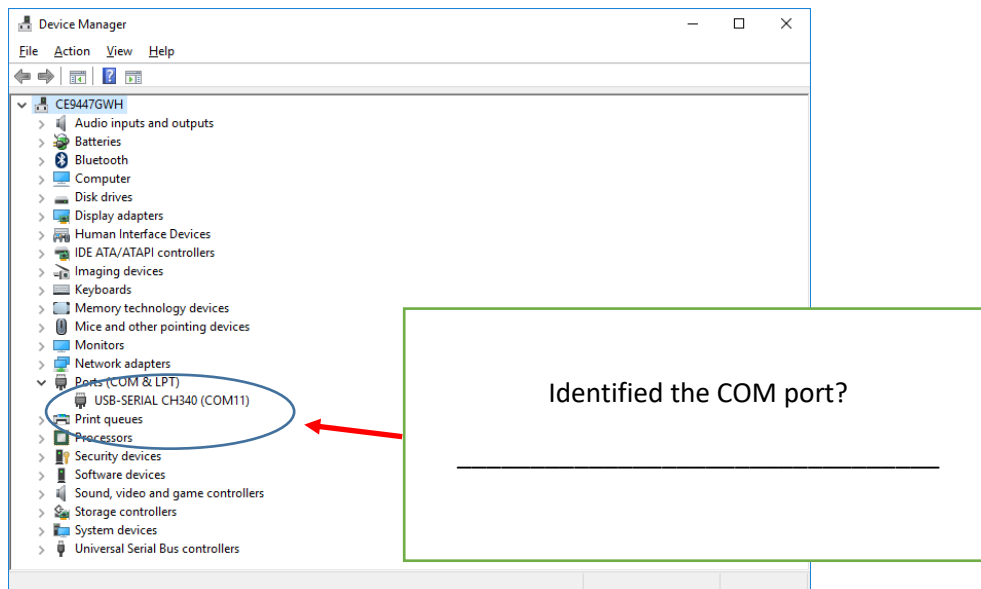 Device Manager
File Action View Help
CE9447GWH
Audio inputs and outputs
Batteries
Bluetooth
Computer
Disk drives
Display adapters
Human Interface Devices
IDE ATA/ATAPI controllers
Imaging devices
Keyboards
Memory technology devices
Mice and other pointing devices
Monitors
Network adapters
Ports (COM & LPT)
USB-SERIAL CH340 (COM11)
Print queues
Processors
Security devices
Software devices
Sound, video and game controllers
Storage controllers
System devices
Universal Serial Bus controllers
Identified the COM port?